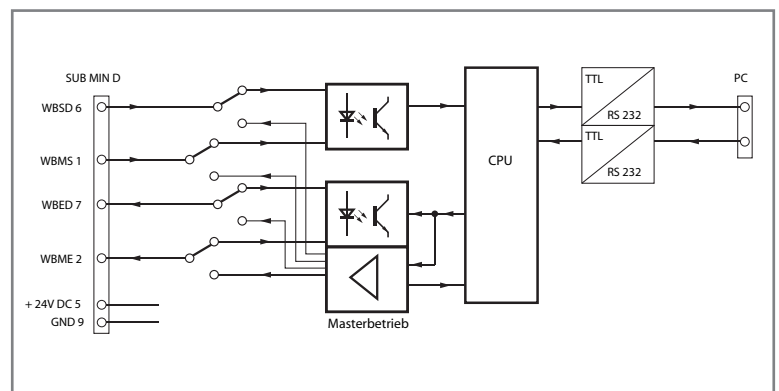 SUB MIN D
WBSD 6
WBMS 1
WBED 7
WBME 2
+ 24V DC 5
GND 9
Masterbetrieb
CPU
TTL
RS 232
TTL
RS 232
PC